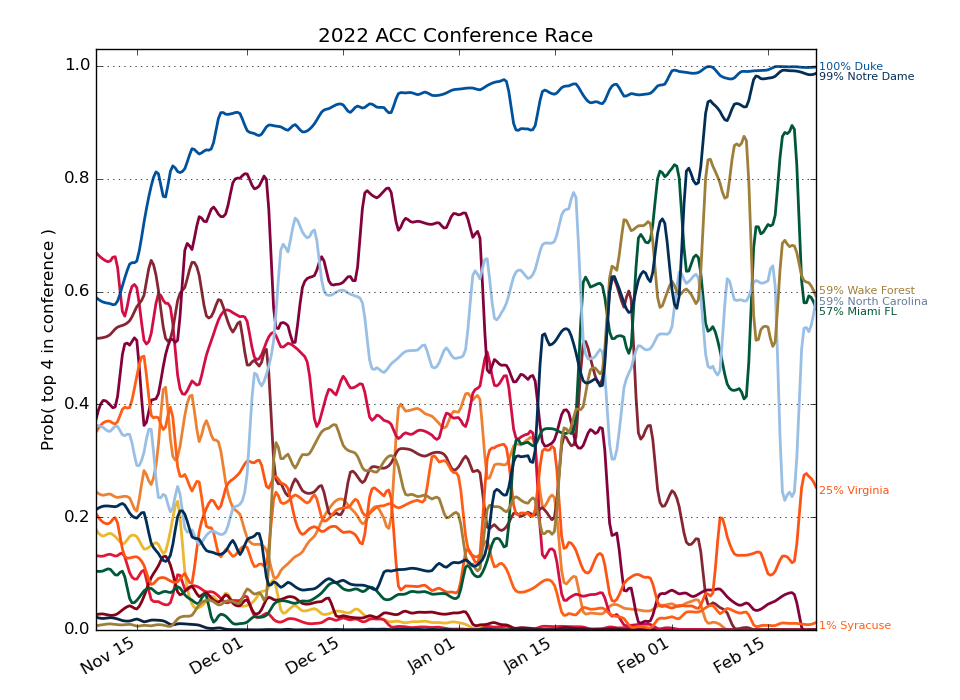 2022 ACC Conference Race
Prob( top 4 in conference )
1.0
0.8
0.6
0.4
0.2
0.0
100% Duke
99% Notre Dame
59% Wake Forest
59% North Carolina
57% Miami FL
25% Virginia
1% Syracuse
Nov 15
Dec 01
Dec 15
Jan 01
Jan 15
Feb 01
Feb 15